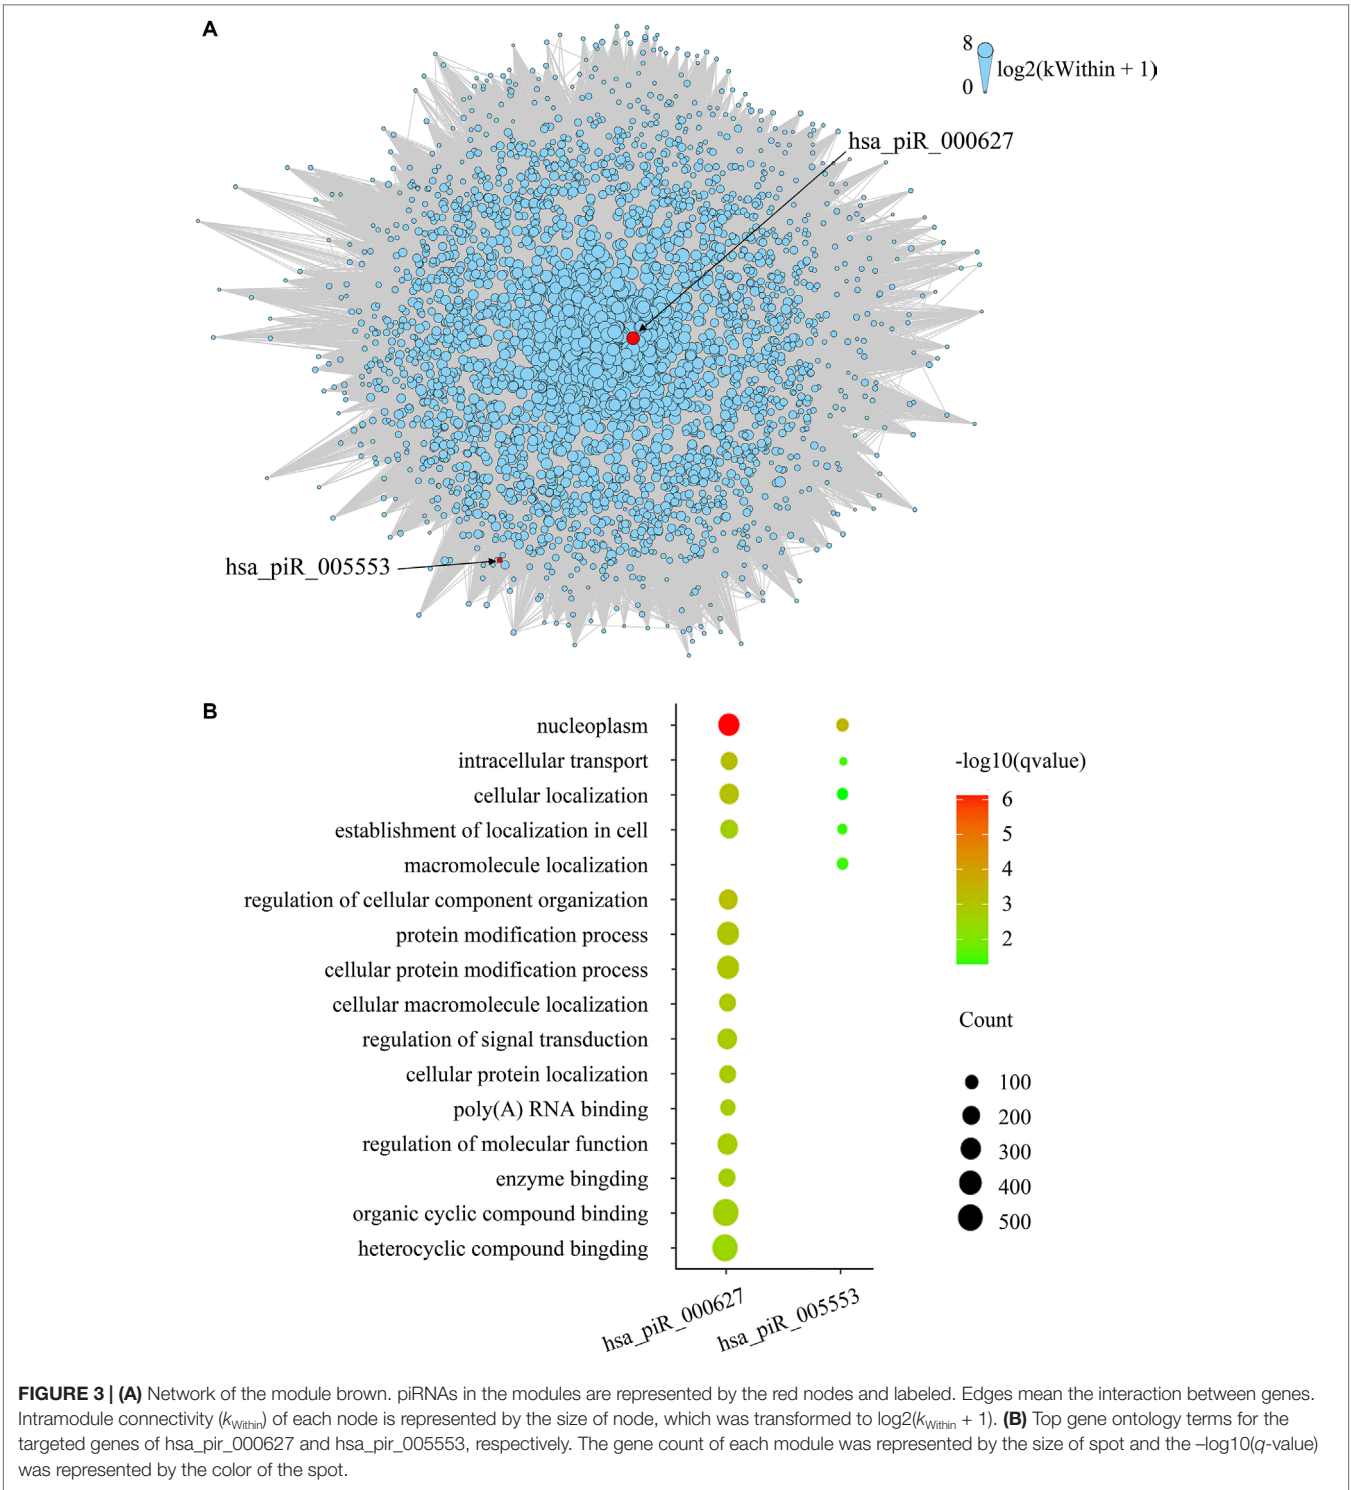 A
8
0
log2(kWithin + 1)
hsa_piR_000627
hsa_piR_005553
B
nucleoplasm
intracellular transport
cellular localization
establishment of localization in cell
macromolecule localization
regulation of cellular component organization
protein modification process
cellular protein modification process
cellular macromolecule localization
regulation of signal transduction
cellular protein localization
poly(A) RNA binding
regulation of molecular function
enzyme bingding
organic cyclic compound binding
heterocyclic compound bingding
hsa_piR_000627
hsa_piR_005553
-log10(qvalue)
6
5
4
3
2
Count
100
200
300
400
500
FIGURE 3 | (A) Network of the module brown. piRNAs in the modules are represented by the red nodes and labeled. Edges mean the interaction between genes.
Intramodule connectivity (kWithin) of each node is represented by the size of node, which was transformed to log2(kWithin + 1). (B) Top gene ontology terms for the
targeted genes of hsa_pir_000627 and hsa_pir_005553, respectively. The gene count of each module was represented by the size of spot and the –log10(q-value)
was represented by the color of the spot.